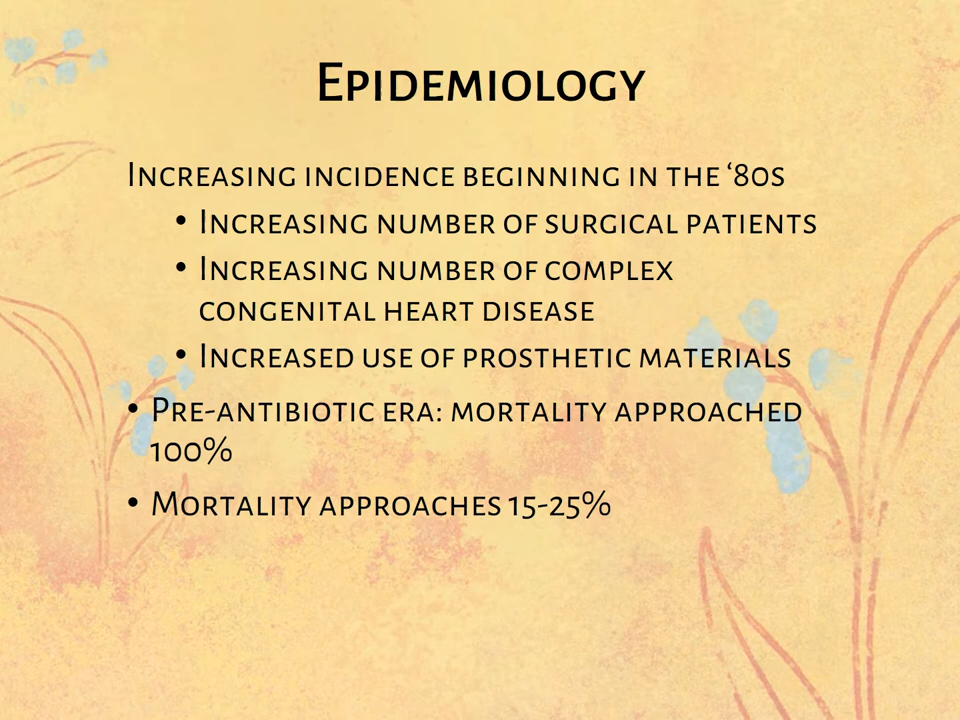 Epidemiology
Increasing incidence beginning in the ‘80s
• Increasing number of surgical patients
• Increasing number of complex
congenital heart disease
• Increased use of prosthetic materials
• Pre-antibiotic era: mortality approached
100%
• Mortality approaches 15-25%